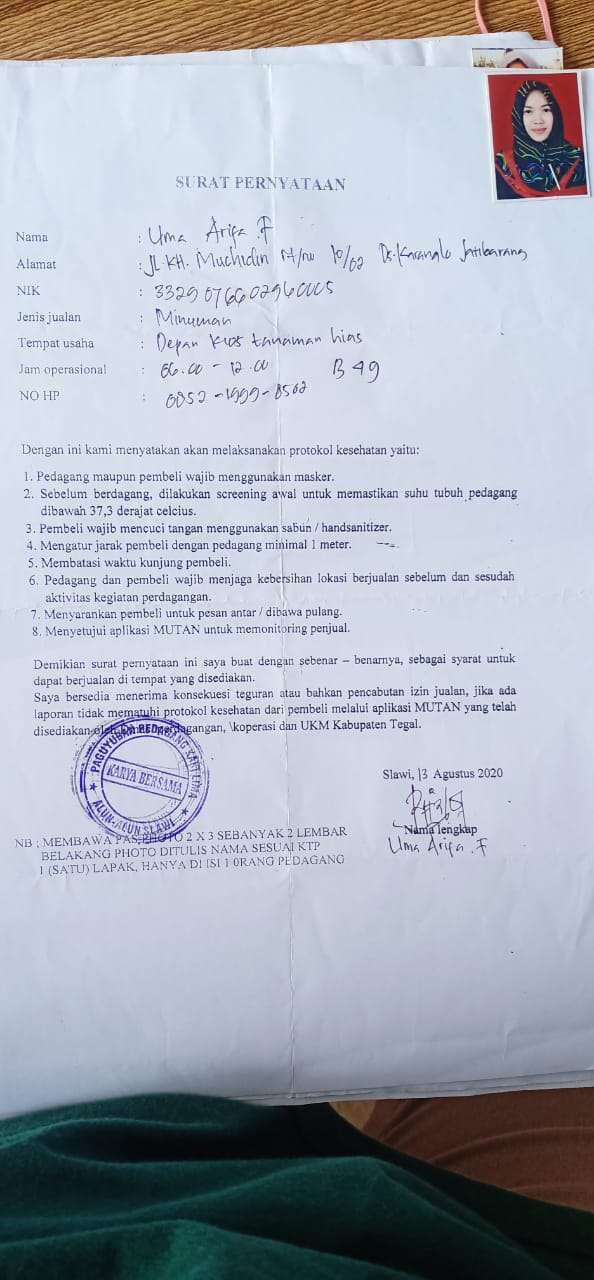 SURAT PERNYATAAN
Nama : Uma Arifa .F
Alamat : JL KH. Muchidin Rt/rw 10/02 Ds. Karanglo Jatibarang
NIK :
Jenis jualan : Minuman
Tempat usaha : Depan kios tanaman hias
Jam operasional : 06.00 - 12.00 B 49
NO HP : 0852-1999-8502
Dengan ini kami menyatakan akan melaksanakan protokol kesehatan yaitu:
1. Pedagang maupun pembeli wajib menggunakan masker.
2. Sebelum berdagang, dilakukan screening awal untuk memastikan suhu tubuh pedagang
dibawah 37,3 derajat celcius.
3. Pembeli wajib mencuci tangan menggunakan sabun / handsanitizer.
4. Mengatur jarak pembeli dengan pedagang minimal 1 meter.
5. Membatasi waktu kunjung pembeli.
6. Pedagang dan pembeli wajib menjaga kebersihan lokasi berjualan sebelum dan sesudah
aktivitas kegiatan perdagangan.
7. Menyarankan pembeli untuk pesan antar / dibawa pulang.
8. Menyetujui aplikasi MUTAN untuk memonitoring penjual.
Demikian surat pernyataan ini saya buat dengan sebenar – benarnya, sebagai syarat untuk
dapat berjualan di tempat yang disediakan.
Saya bersedia menerima konsekuesi teguran atau bahkan pencabutan izin jualan, jika ada
laporan tidak mematuhi protokol kesehatan dari pembeli melalui aplikasi MUTAN yang telah
disediakan oleh Dinas Perdagangan, \koperasi dan UKM Kabupaten Tegal.
PAGUYUBAN PEDAGANG
KARYA BERSAMA
ALUN-ALUN SLAWI
Slawi, 13 Agustus 2020
Nama lengkap
Uma Arifa .F
NB ; MEMBAWA PAS PHOTO 2 X 3 SEBANYAK 2 LEMBAR
BELAKANG PHOTO DITULIS NAMA SESUAI KTP
1 (SATU) LAPAK, HANYA DI ISI 1 0RANG PEDAGANG